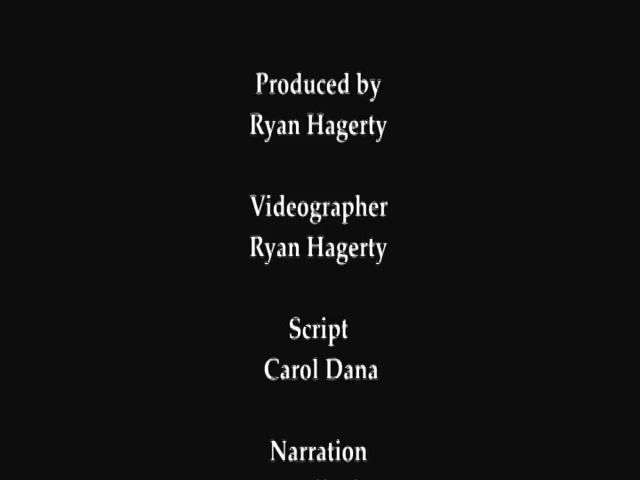 Produced by
Ryan Hagerty
Videographer
Ryan Hagerty
Script
Carol Dana
Narration